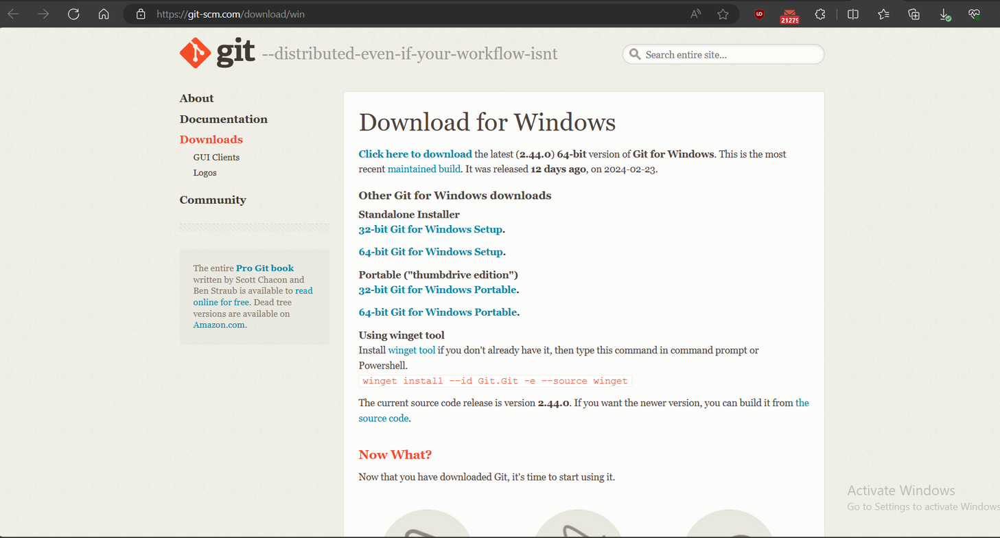 https://git-scm.com/download/win
21279
git --distributed-even-if-your-workflow-isnt
Search entire site...
About
Documentation
Downloads
GUI Clients
Logos
Community
The entire Pro Git book
written by Scott Chacon and
Ben Straub is available to read
online for free. Dead tree
versions are available on
Amazon.com.
Download for Windows
Click here to download the latest (2.44.0) 64-bit version of Git for Windows. This is the most
recent maintained build. It was released 12 days ago, on 2024-02-23.
Other Git for Windows downloads
Standalone Installer
32-bit Git for Windows Setup.
64-bit Git for Windows Setup.
Portable ("thumbdrive edition")
32-bit Git for Windows Portable.
64-bit Git for Windows Portable.
Using winget tool
Install winget tool if you don't already have it, then type this command in command prompt or
Powershell.
winget install --id Git.Git -e --source winget
The current source code release is version 2.44.0. If you want the newer version, you can build it from the
source code.
Now What?
Now that you have downloaded Git, it's time to start using it.
Activate Windows
Go to Settings to activate Windows